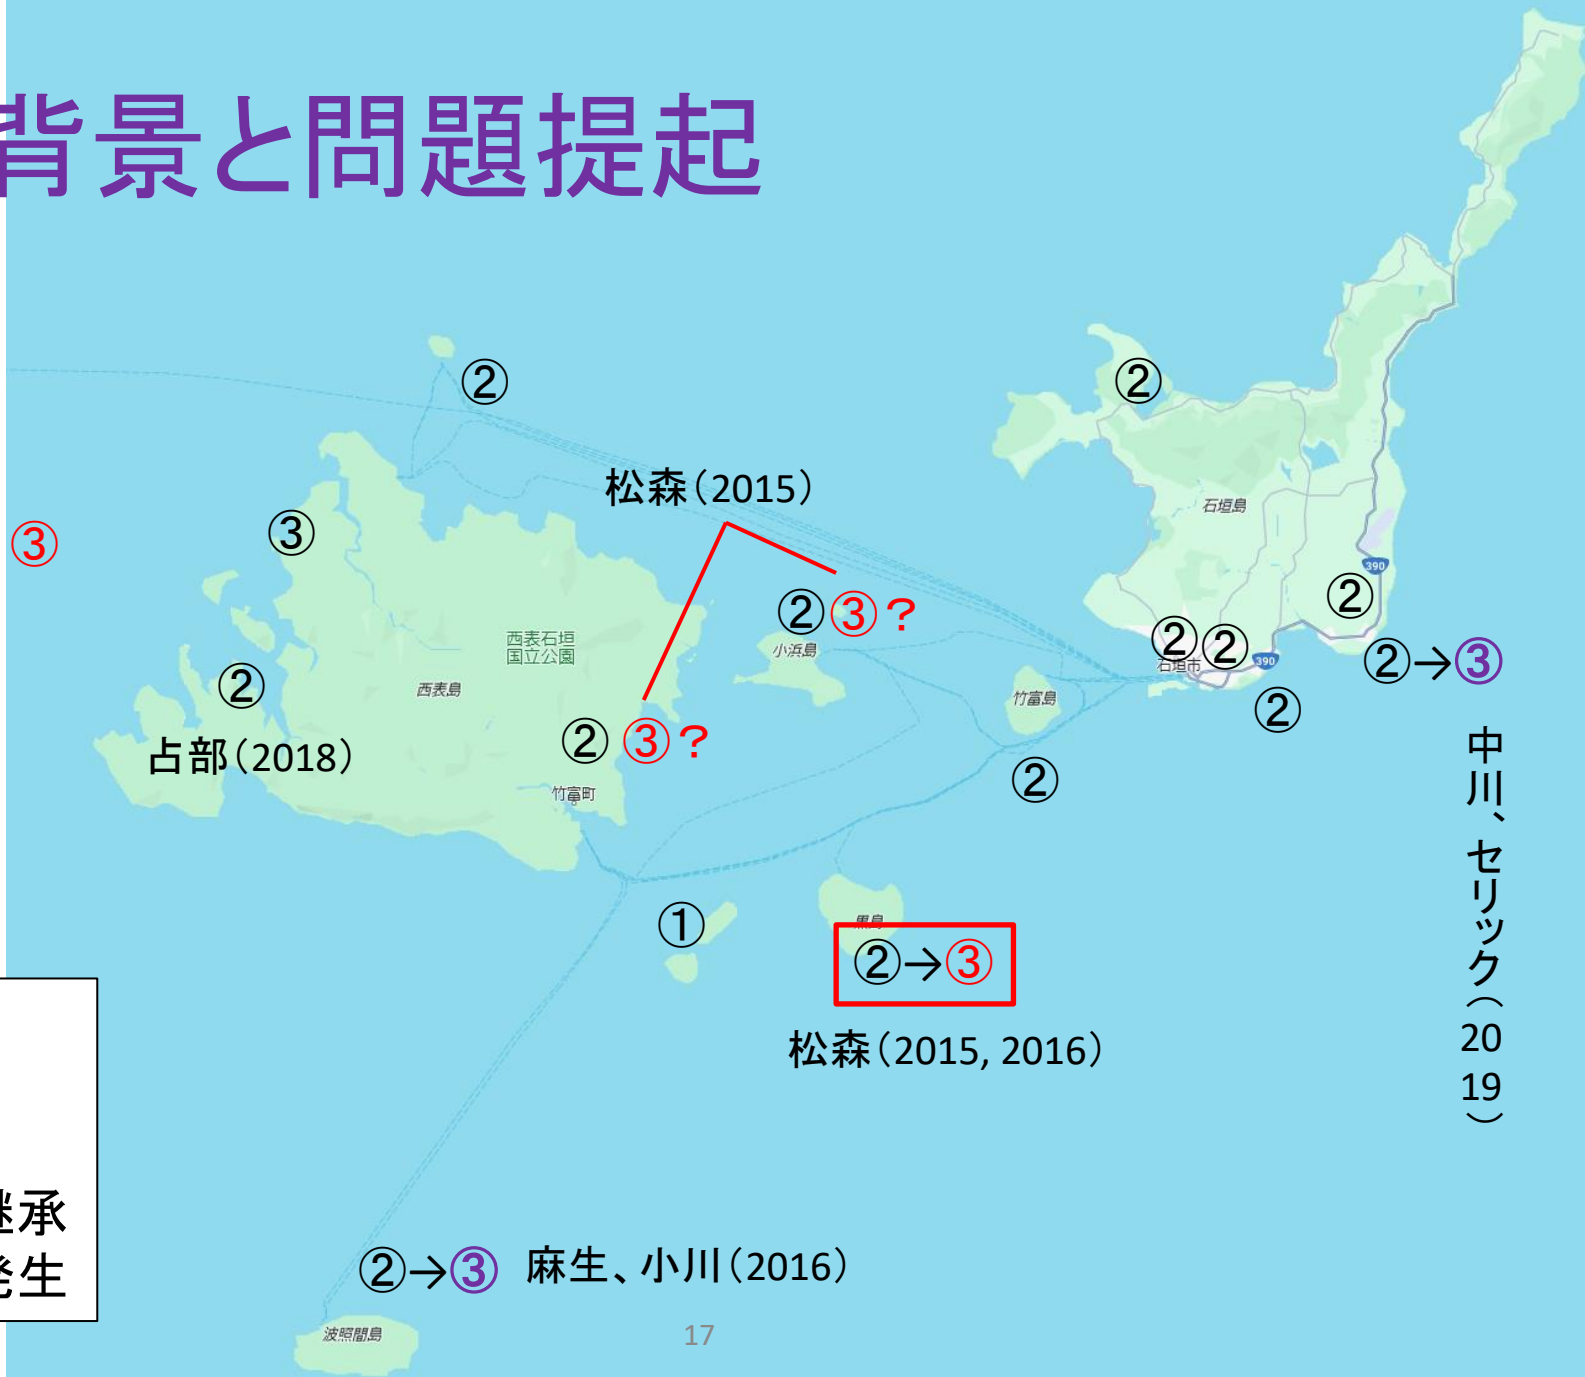 背景と問題提起
②
②
松森（2015）
石垣島
③
③
390
②
②③？
西表石垣
国立公園
小浜島
②②
石垣市
390
②→③
②
西表島
竹富島
②
占部（2018）
②③？
②
竹富町
中川、セリック（2019）
①
黒島
②→③
松森（2015, 2016）
継承
発生
②→③　麻生、小川（2016）
波照間島
17